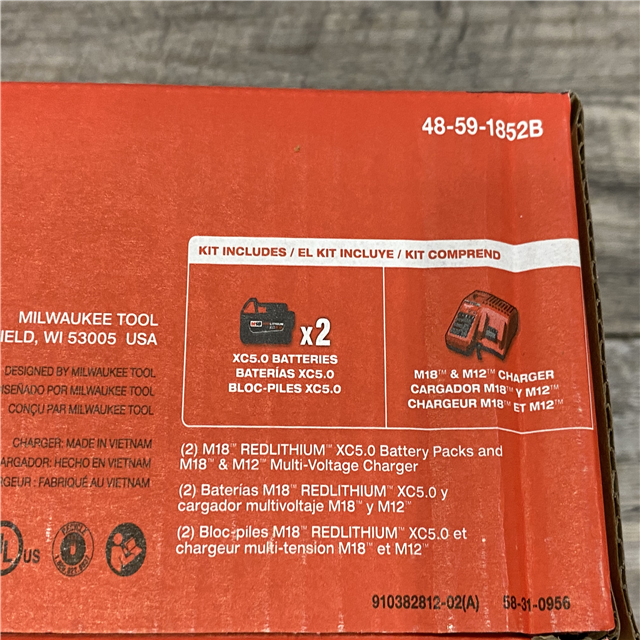 48-59-1852B
KIT INCLUDES / EL KIT INCLUYE / KIT COMPREND
M18
x2
XC5.0 BATTERIES
BATERÍAS XC5.0
BLOC-PILES XC5.0
M18™ & M12™ CHARGER
CARGADOR M18™ Y M12™
CHARGEUR M18™ ET M12™
MILWAUKEE TOOL
IELD, WI 53005 USA
DESIGNED BY MILWAUKEE TOOL
ISEÑADO POR MILWAUKEE TOOL
CONÇU PAR MILWAUKEE TOOL
CHARGER: MADE IN VIETNAM
ARGADOR: HECHO EN VIETNAM
RGEUR : FABRIQUÉ AU VIETNAM
(2) M18™ REDLITHIUM™ XC5.0 Battery Packs and
M18™ & M12™ Multi-Voltage Charger
(2) Baterías M18™ REDLITHIUM™ XC5.0 y
cargador multivoltaje M18™ y M12™
(2) Bloc-piles M18™ REDLITHIUM™ XC5.0 et
chargeur multi-tension M18™ et M12™
UL US
910382812-02(A) 58-31-0956